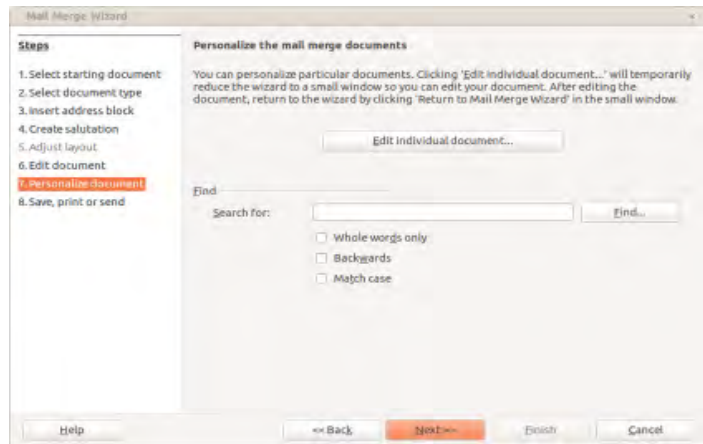 Mail Merge Wizard
Steps
1. Select starting document
2. Select document type
3. Insert address block
4. Create salutation
5. Adjust layout
6. Edit document
7. Personalize document
8. Save, print or send
Personalize the mail merge documents
You can personalize particular documents. Clicking 'Edit individual document...' will temporarily
reduce the wizard to a small window so you can edit your document. After editing the
document, return to the wizard by clicking 'Return to Mail Merge Wizard' in the small window.
Edit individual document...
Find
Search for:
Find...
Whole words only
Backwards
Match case
Help
<< Back
Next >>
Finish
Cancel